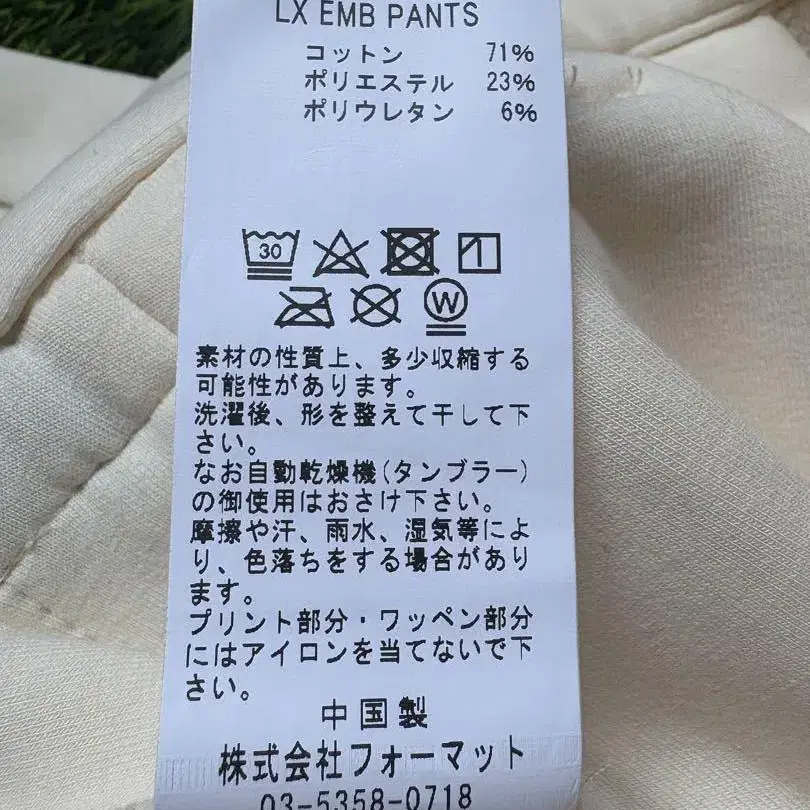 LX EMB PANTS
コットン 71%
ポリエステル 23%
ポリウレタン 6%
30
W
素材の性質上、多少収縮する
可能性があります。
洗濯後、形を整えて干して下
さい。
なお自動乾燥機(タンブラー)
の御使用はおさけ下さい。
摩擦や汗、雨水、湿気等によ
り、色落ちをする場合があり
ます。
プリント部分・ワッペン部分
にはアイロンを当てないで下
さい。
中国製
株式会社フォーマット
03-5358-0718